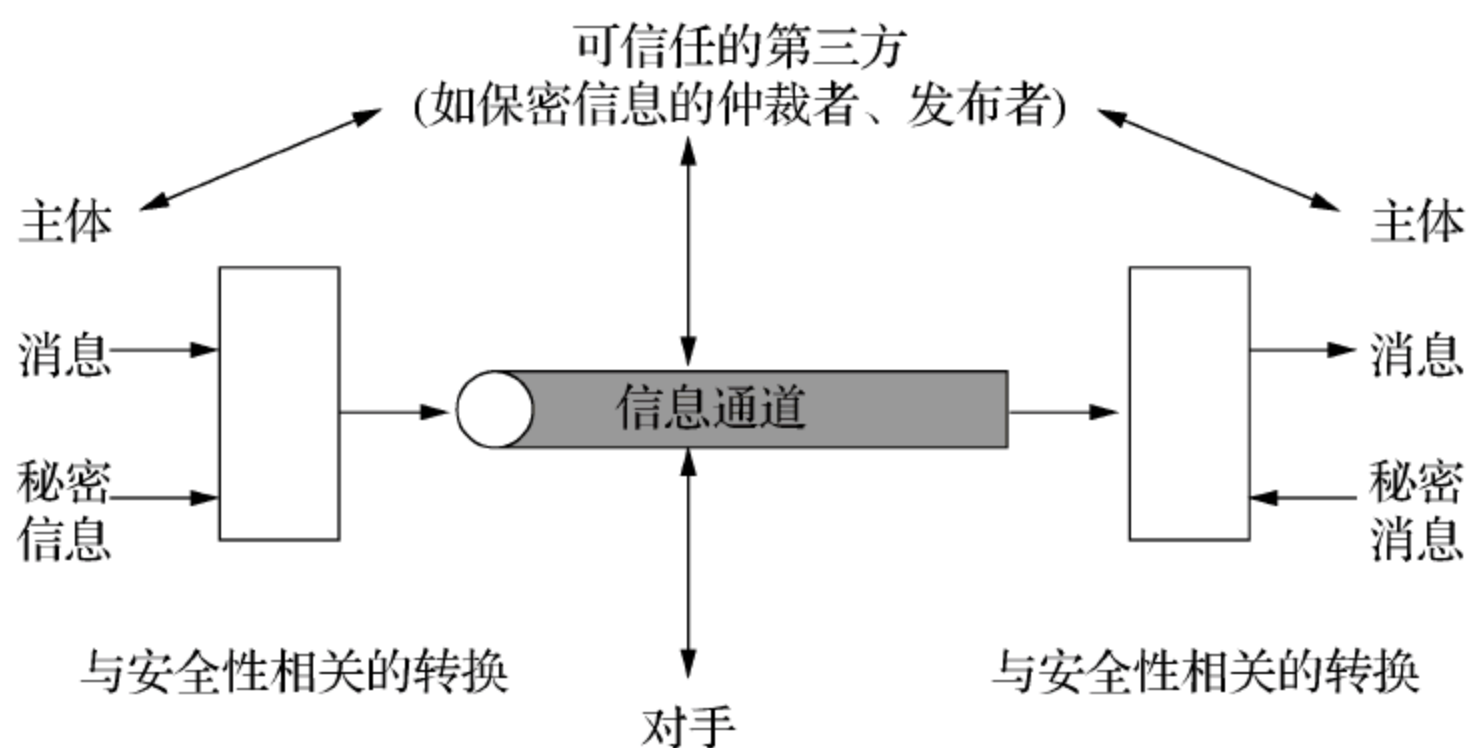 可信任的第三方
(如保密信息的仲裁者、发布者)
主体
主体
消息
信息通道
消息
秘密
信息
秘密
消息
与安全性相关的转换
与安全性相关的转换
对手